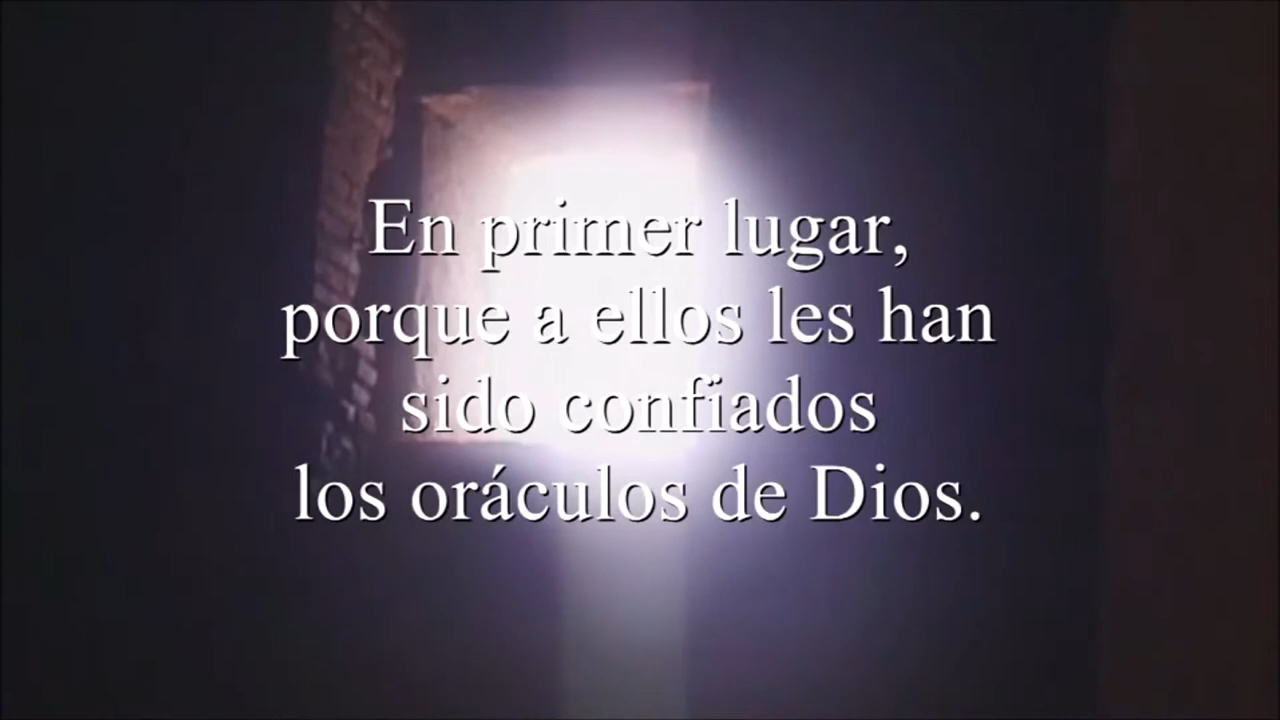 En primer lugar,
porque a ellos les han
sido confiados
los oráculos de Dios.